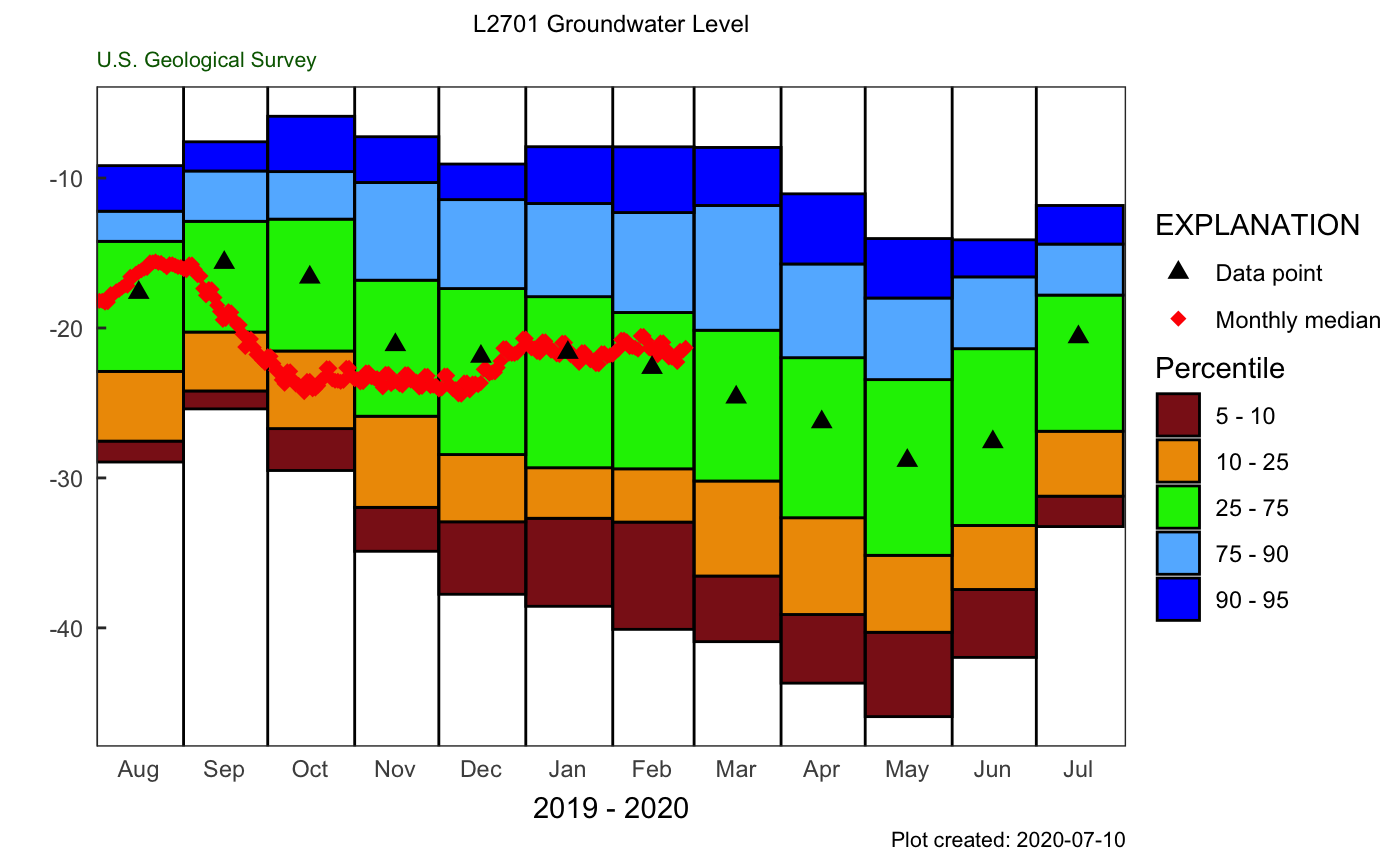 L2701 Groundwater Level
U.S. Geological Survey
-10
-20
-30
-40
Aug Sep Oct Nov Dec Jan Feb Mar Apr May Jun Jul
2019 - 2020
EXPLANATION
Data point
Monthly median
Percentile
5 - 10
10 - 25
25 - 75
75 - 90
90 - 95
Plot created: 2020-07-10